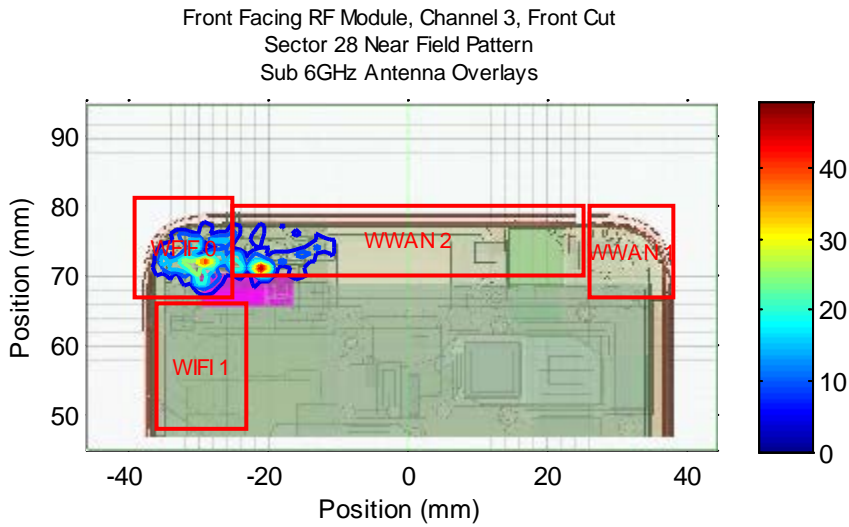 Front Facing RF Module, Channel 3, Front Cut
Sector 28 Near Field Pattern
Sub 6GHz Antenna Overlays
90
80
70
60
50
Position (mm)
WIFI 0
WWAN 2
WWAN 1
WIFI 1
-40
-20
0
20
40
Position (mm)
40
30
20
10
0